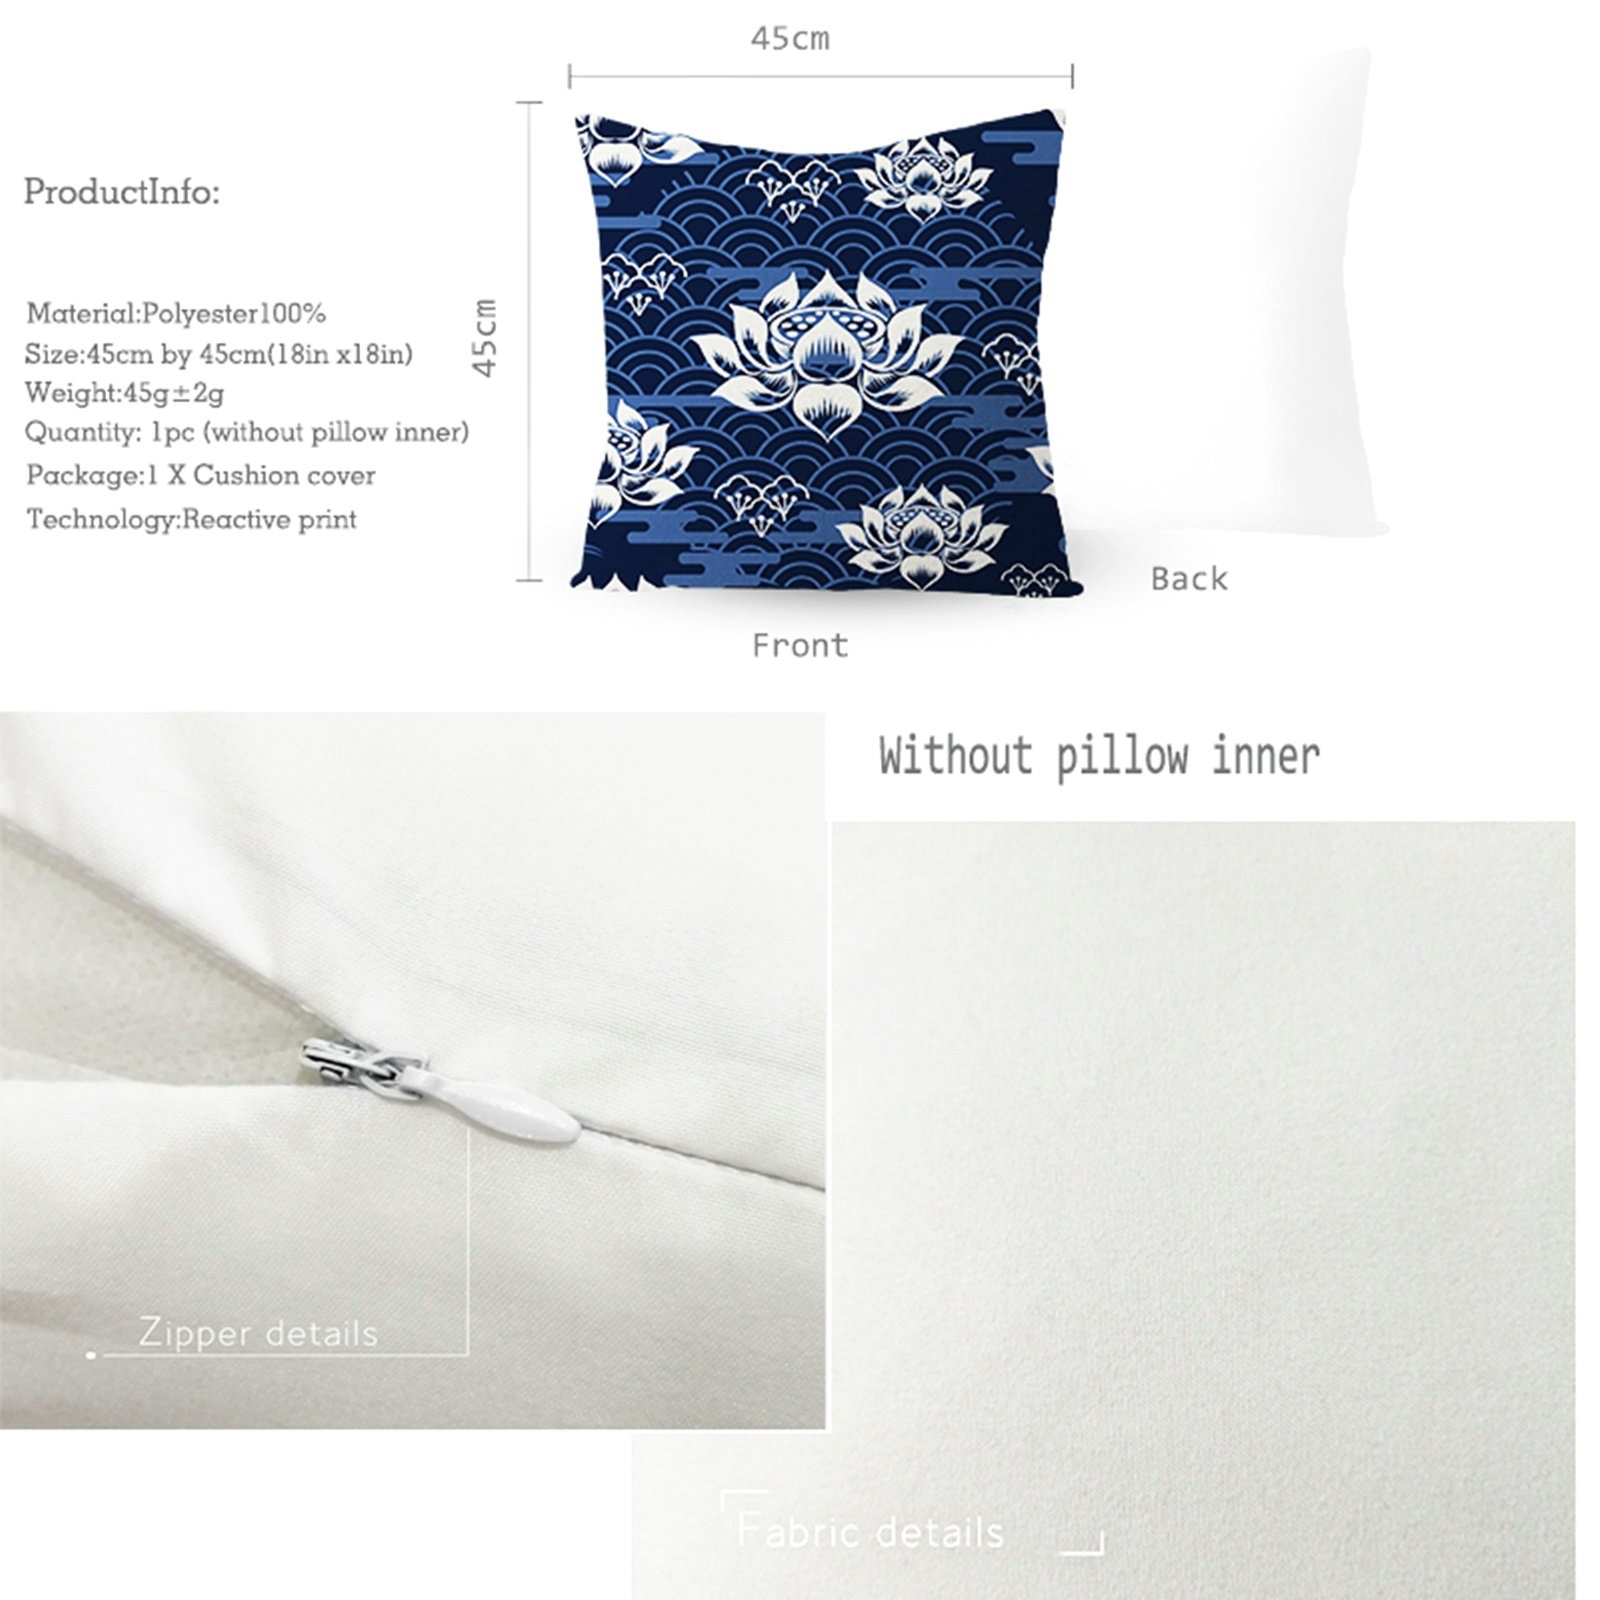 45cm
ProductInfo:
45cm
Material:Polyester100%
Size:45cm by 45cm(18in x18in)
Weight:45g±2g
Quantity: 1pc (without pillow inner)
Package:1 X Cushion cover
Technology:Reactive print
Back
Front
Without pillow inner
Zipper details
Fabric details